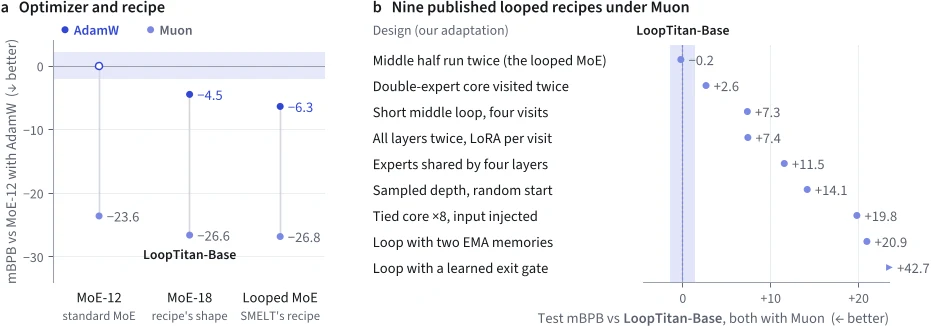 a Optimizer and recipe
AdamW Muon
mBPB vs MoE-12 with AdamW (↓ better)
0
−10
−20
−30
−23.6
−4.5
−26.6
−6.3
−26.8
LoopTitan-Base
MoE-12
standard MoE
MoE-18
recipe's shape
Looped MoE
SMELT's recipe
b Nine published looped recipes under Muon
Design (our adaptation) LoopTitan-Base
Middle half run twice (the looped MoE) −0.2
Double-expert core visited twice +2.6
Short middle loop, four visits +7.3
All layers twice, LoRA per visit +7.4
Experts shared by four layers +11.5
Sampled depth, random start +14.1
Tied core ×8, input injected +19.8
Loop with two EMA memories +20.9
Loop with a learned exit gate +42.7
0 +10 +20
Test mBPB vs LoopTitan-Base, both with Muon (← better)